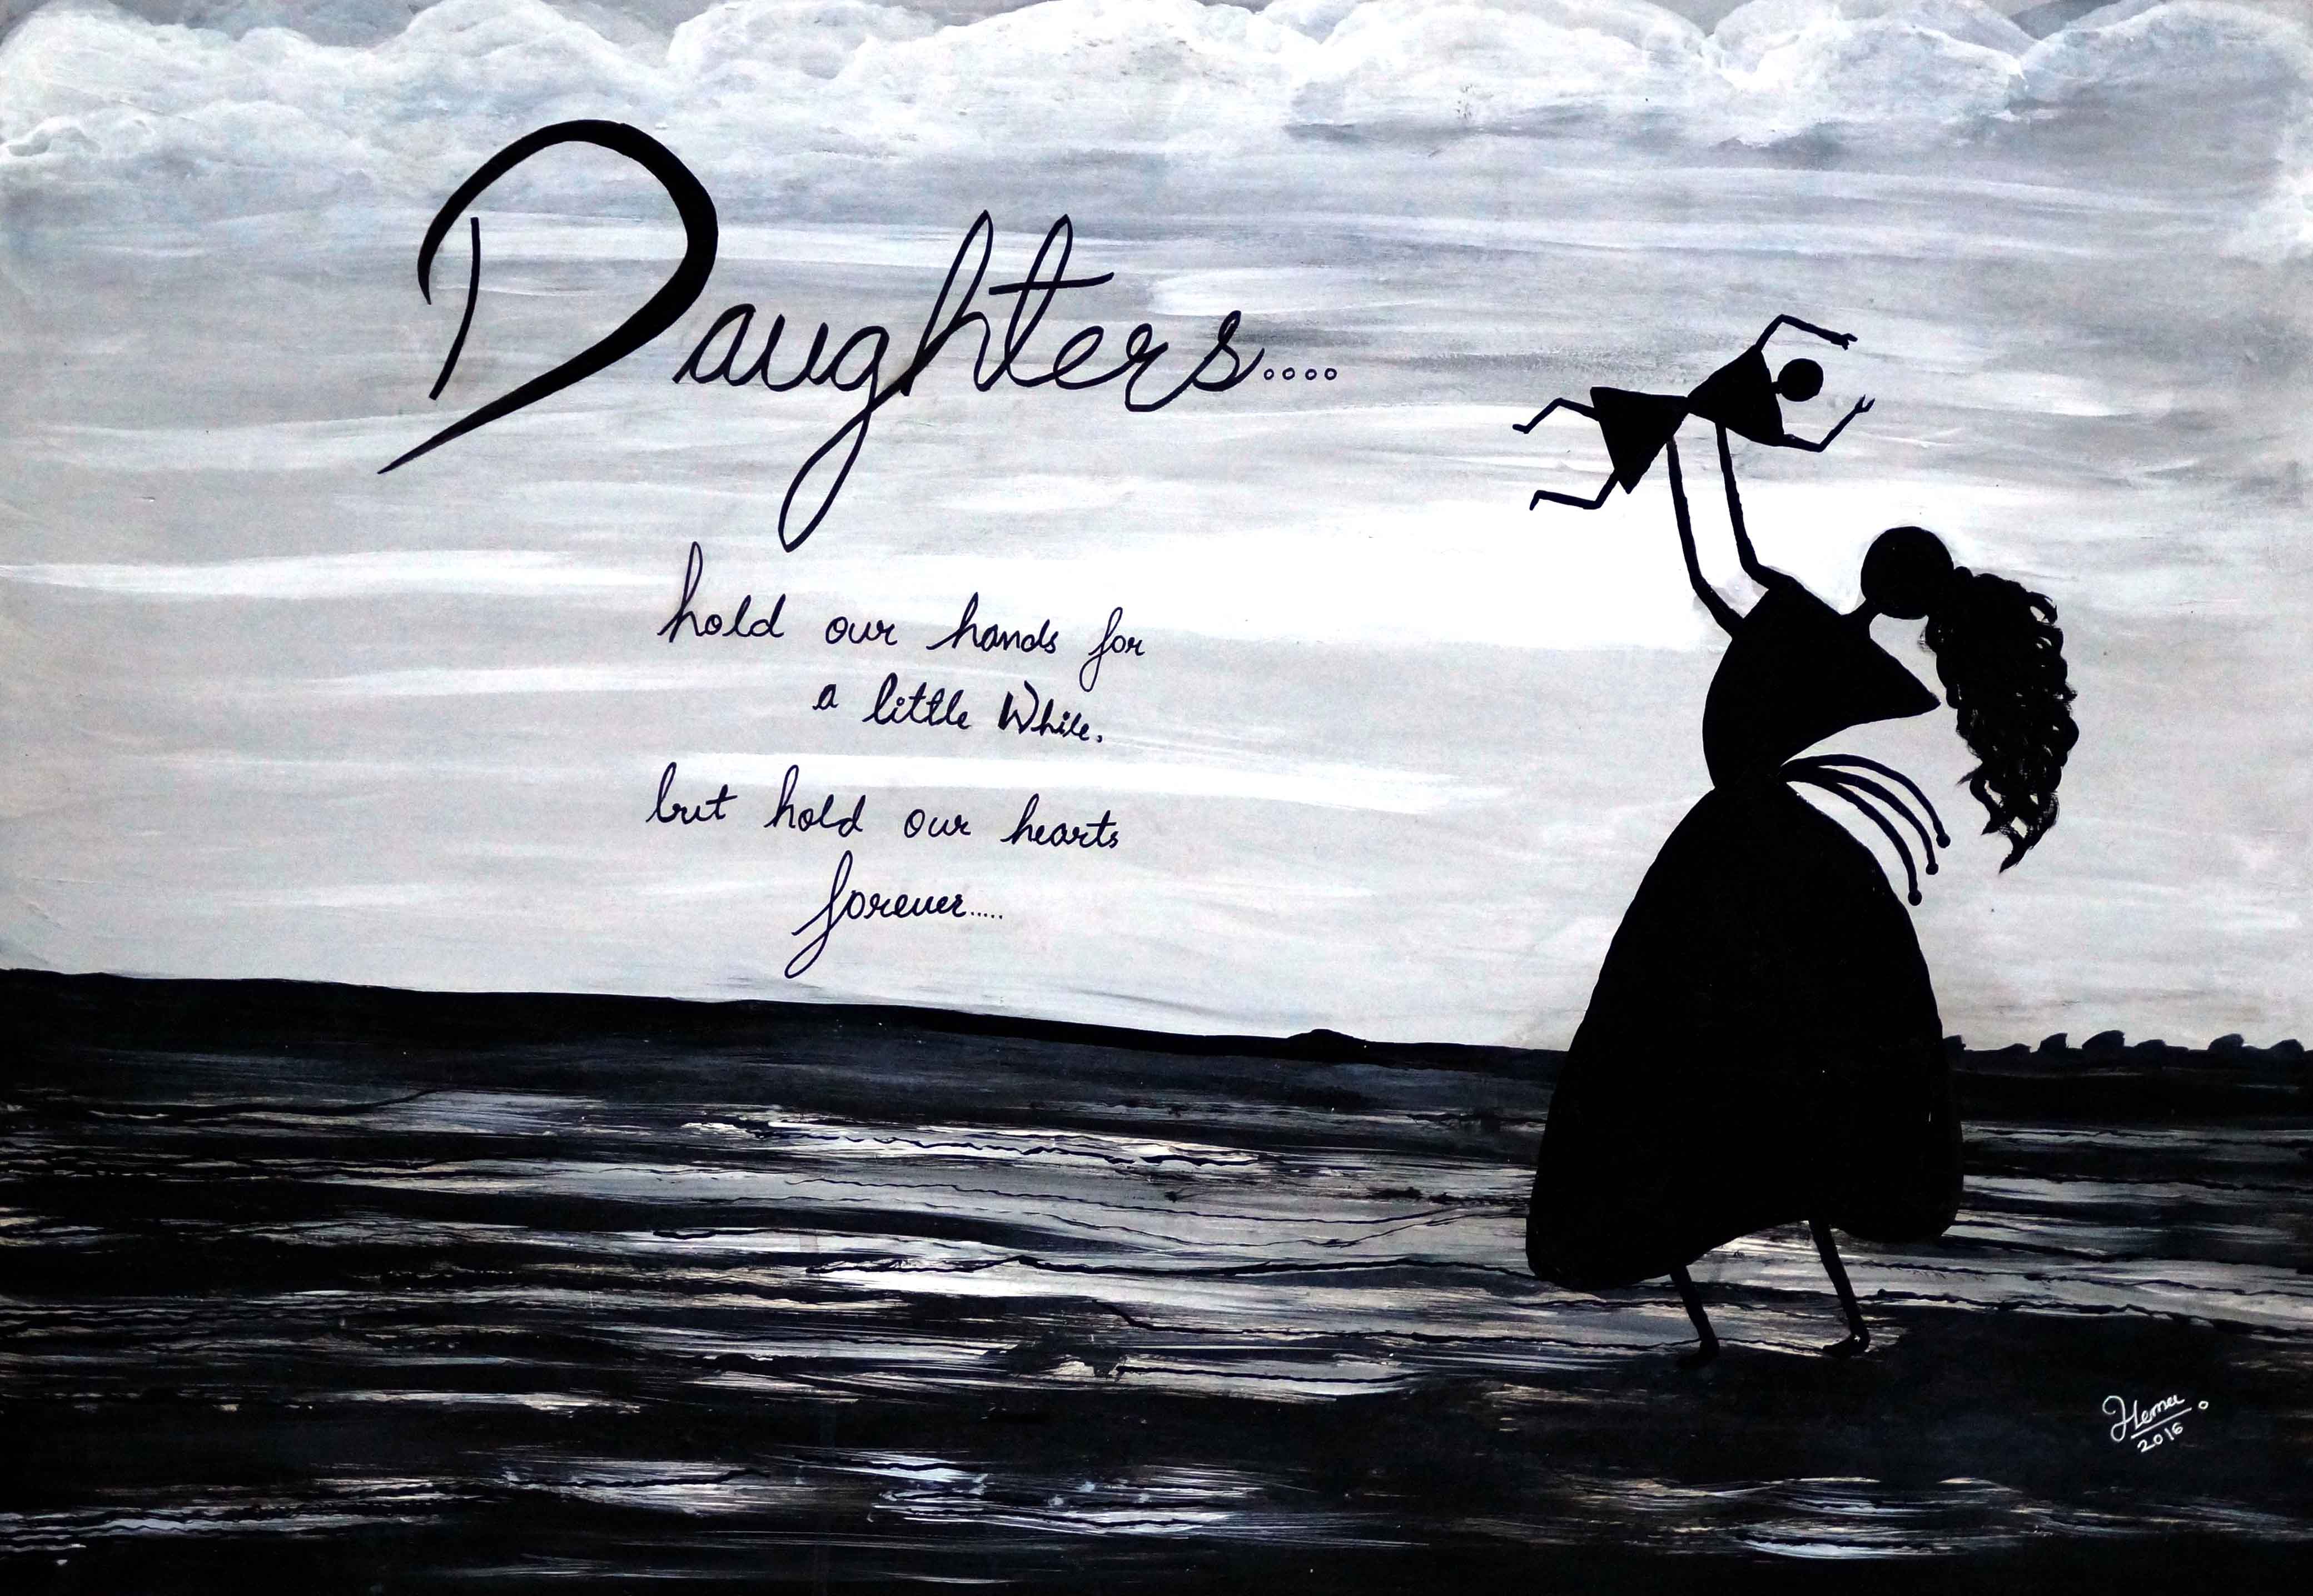 Daughters....
hold our hands for
a little While.
but hold our hearts
forever.....
Hema.
2016